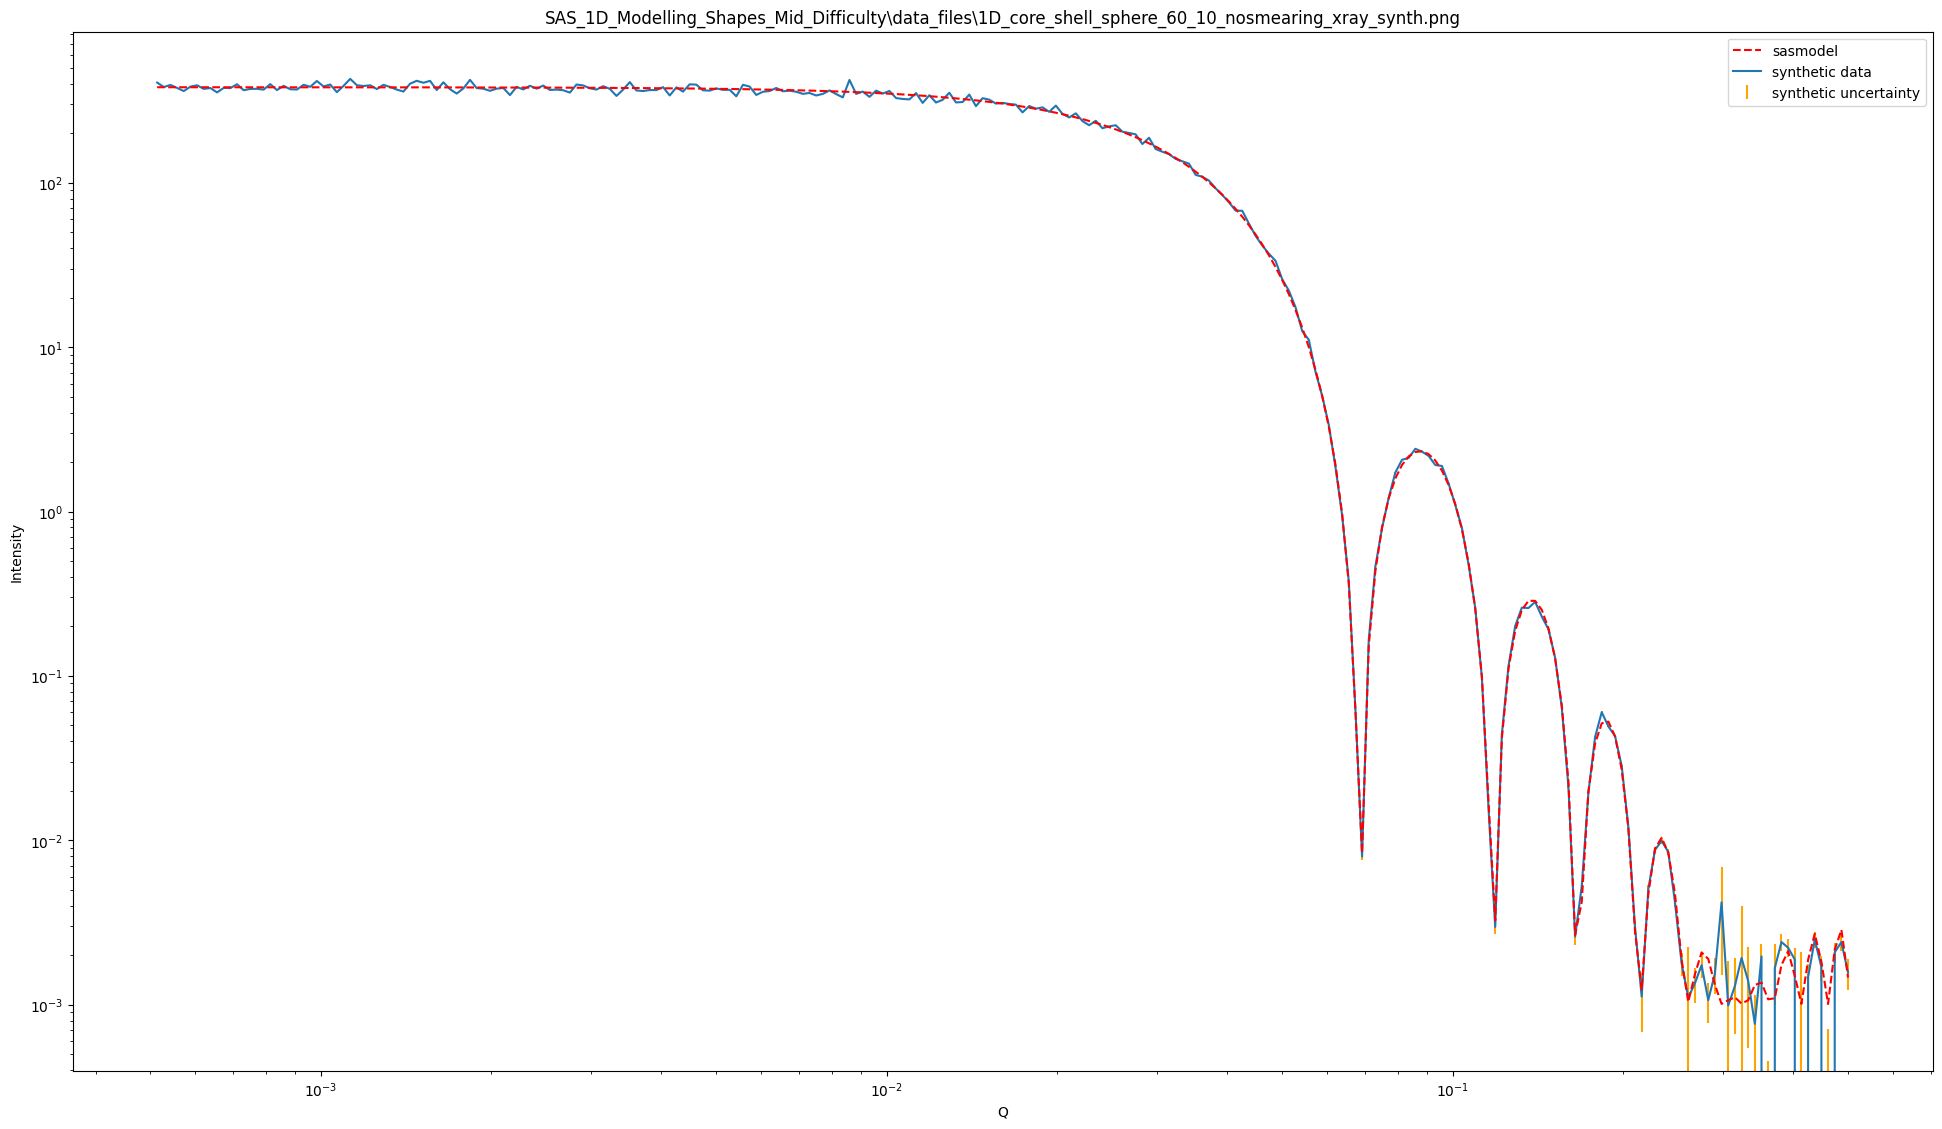 SAS_1D_Modelling_Shapes_Mid_Difficulty\data_files\1D_core_shell_sphere_60_10_nosmearing_xray_synth.png
sasmodel
synthetic data
synthetic uncertainty
Intensity
10²
10¹
10⁰
10⁻¹
10⁻²
10⁻³
10⁻³
10⁻²
10⁻¹
Q